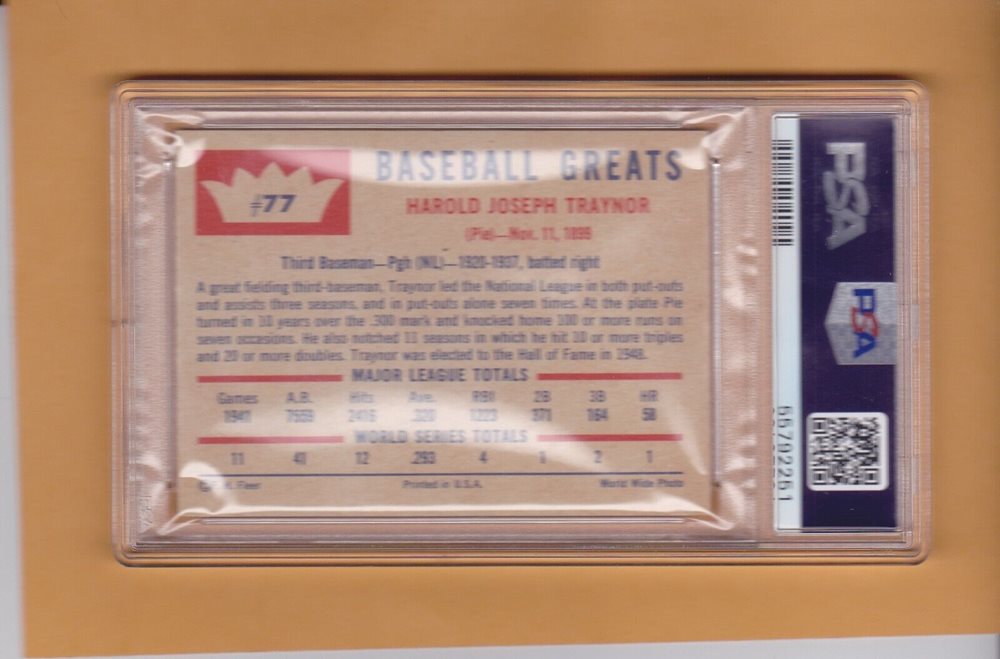 #77
BASEBALL GREATS
HAROLD JOSEPH TRAYNOR
(Pie)—Nov. 11, 1899
Third Baseman—Pgh (NL)—1920-1937, batted right
A great fielding third-baseman, Traynor led the National League in both put-outs
and assists three seasons, and in put-outs alone seven times. At the plate Pie
turned in 10 years over the .300 mark and knocked home 100 or more runs on
seven occasions. He also notched 11 seasons in which he hit 10 or more triples
and 20 or more doubles. Traynor was elected to the Hall of Fame in 1948.
MAJOR LEAGUE TOTALS
Games A.B. Hits Ave. RBI 2B 3B HR
1941 7559 2416 .320 1223 371 164 58
WORLD SERIES TOTALS
11 41 12 .293 4 1 2 1
Fleer Printed in U.S.A. World Wide Photo
PSA
PSA
55792251